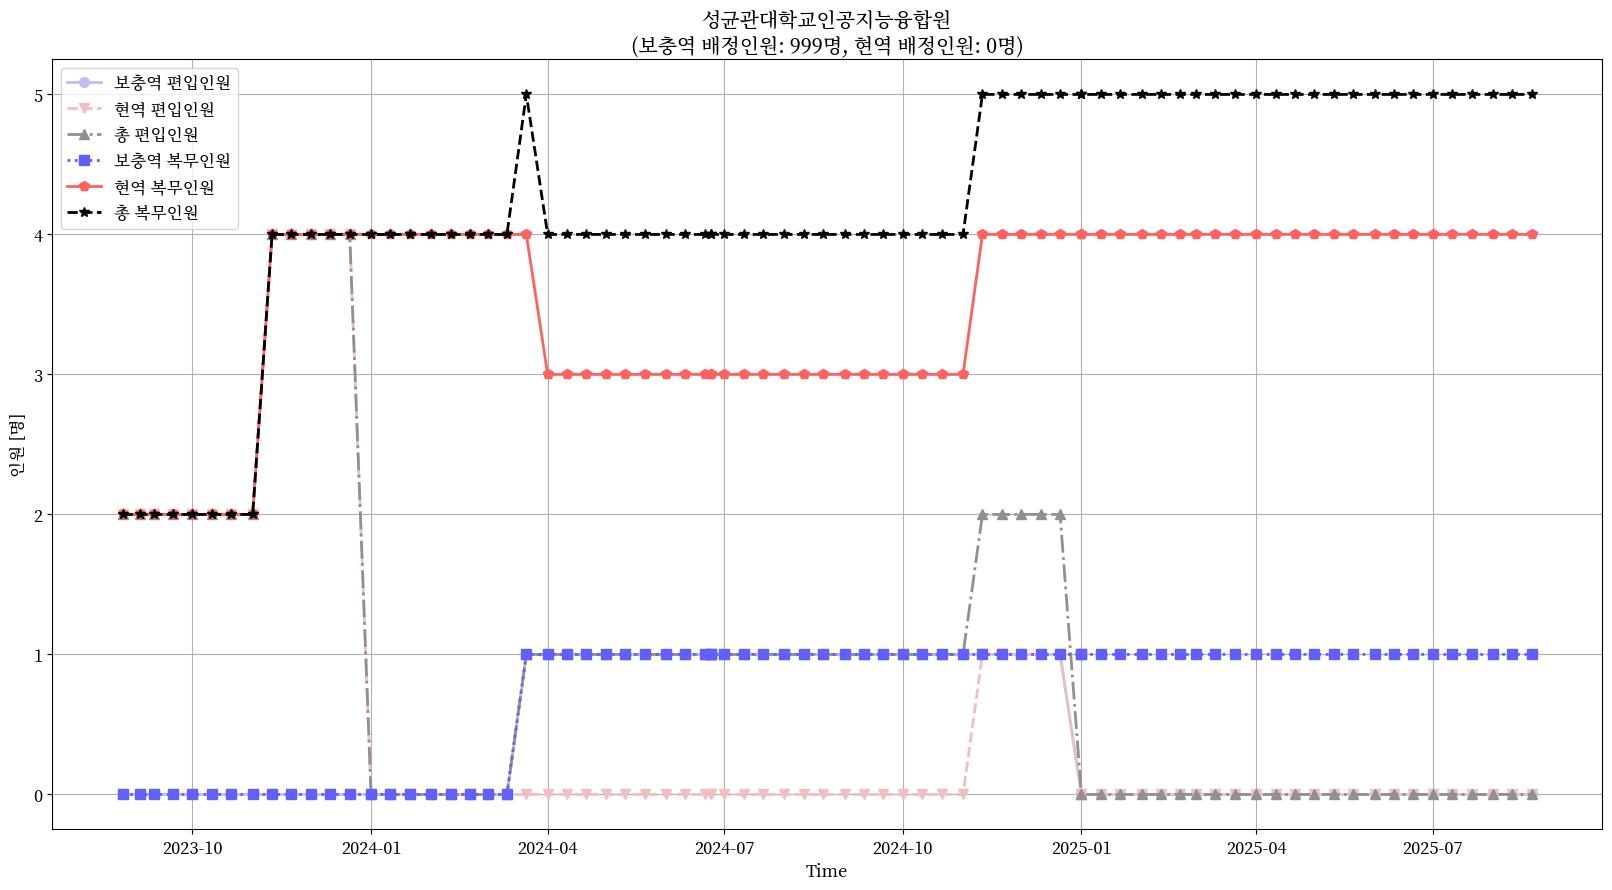 성균관대학교인공지능융합원
(보충역 배정인원: 999명, 현역 배정인원: 0명)
보충역 편입인원
현역 편입인원
총 편입인원
보충역 복무인원
현역 복무인원
총 복무인원
5
4
3
2
1
0
인원 [명]
2023-10
2024-01
2024-04
2024-07
2024-10
2025-01
2025-04
2025-07
Time